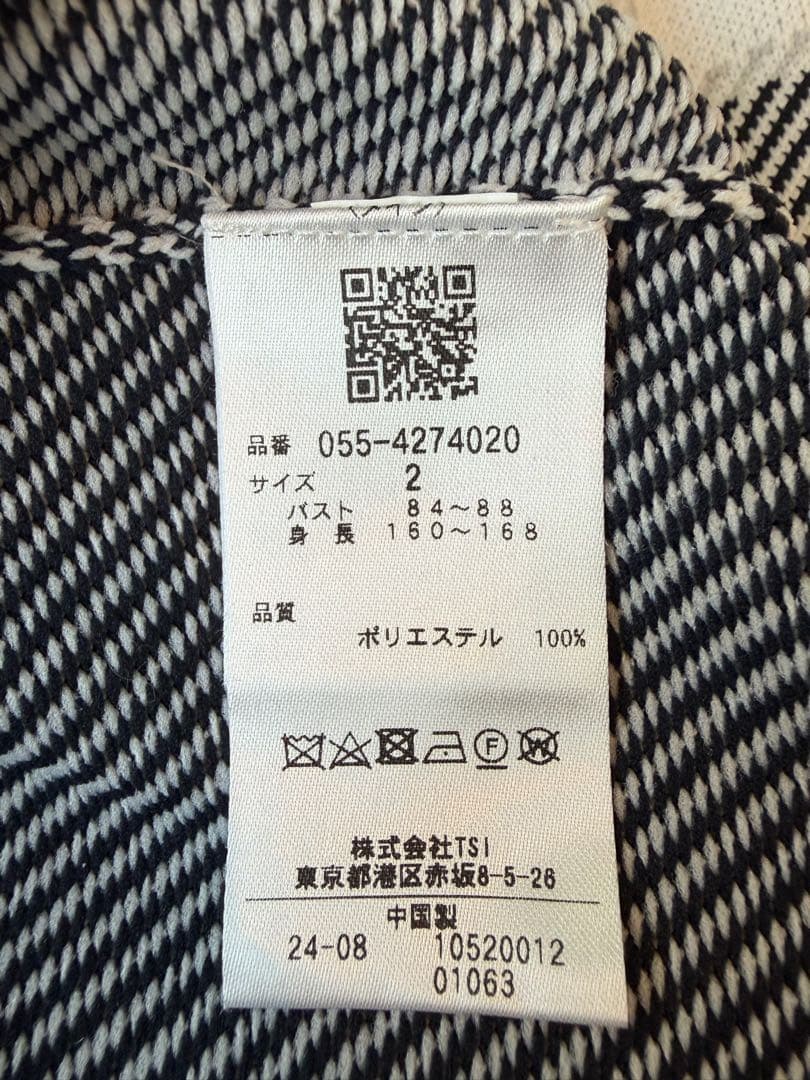 品番 055-4274020
サイズ 2
バスト 84〜88
身長 160〜168
品質
ポリエステル 100%
F W
株式会社TSI
東京都港区赤坂8-5-26
中国製
24-08 10520012
01063